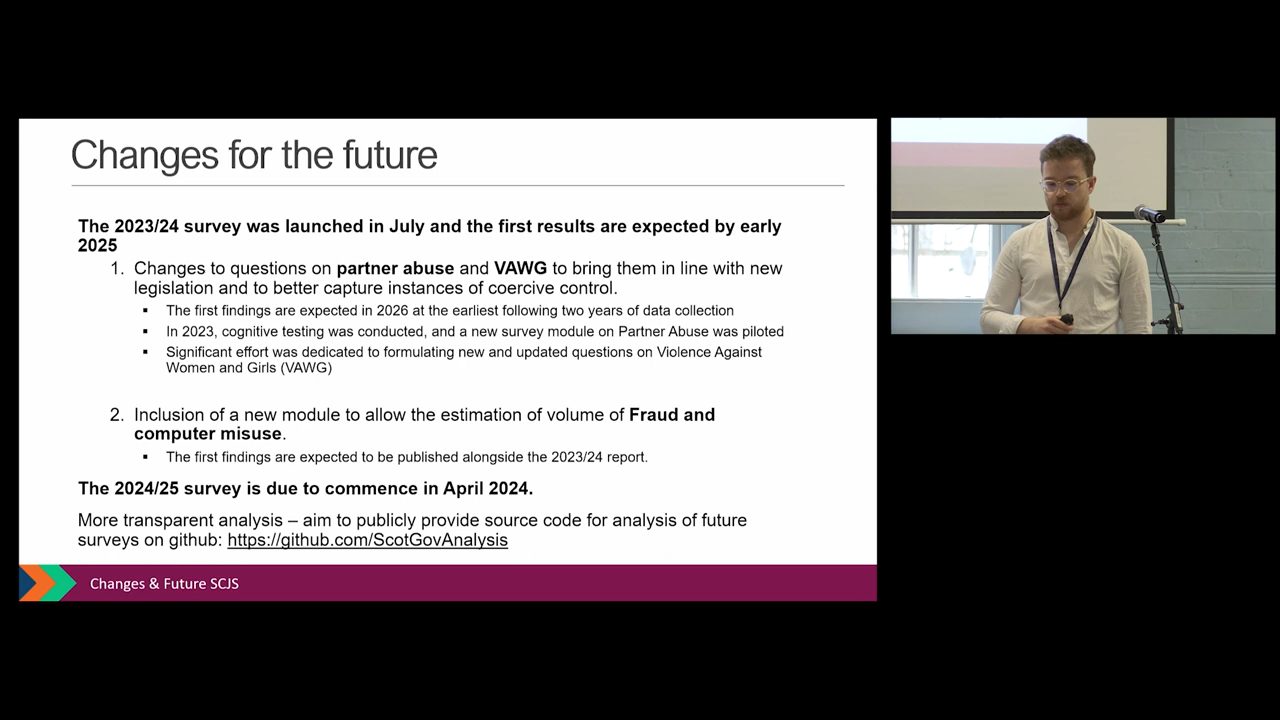 Changes for the future
The 2023/24 survey was launched in July and the first results are expected by early
2025
1. Changes to questions on partner abuse and VAWG to bring them in line with new
legislation and to better capture instances of coercive control.
▪ The first findings are expected in 2026 at the earliest following two years of data collection
▪ In 2023, cognitive testing was conducted, and a new survey module on Partner Abuse was piloted
▪ Significant effort was dedicated to formulating new and updated questions on Violence Against
Women and Girls (VAWG)
2. Inclusion of a new module to allow the estimation of volume of Fraud and
computer misuse.
▪ The first findings are expected to be published alongside the 2023/24 report.
The 2024/25 survey is due to commence in April 2024.
More transparent analysis – aim to publicly provide source code for analysis of future
surveys on github: https://github.com/ScotGovAnalysis
Changes & Future SCJS